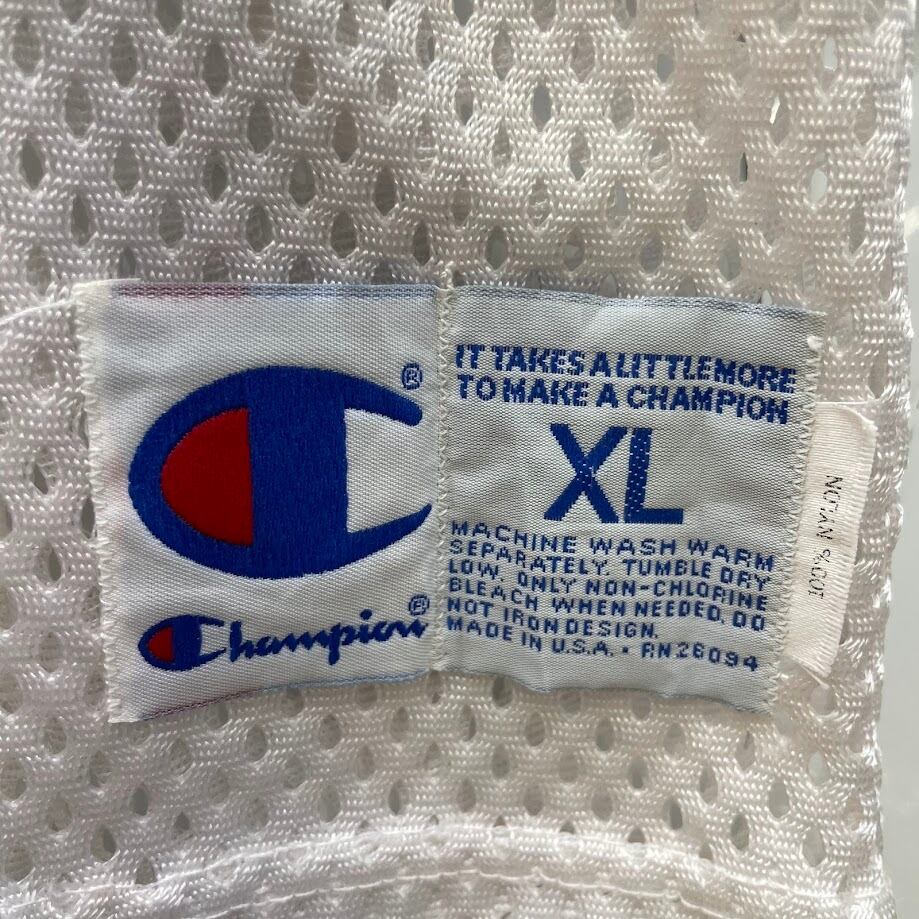 ®
Champion®
IT TAKES A LITTLE MORE
TO MAKE A CHAMPION
XL
MACHINE WASH WARM
SEPARATELY. TUMBLE DRY
LOW. ONLY NON-CHLORINE
BLEACH WHEN NEEDED. DO
NOT IRON DESIGN.
MADE IN U.S.A. • RN26094
100% NYLON